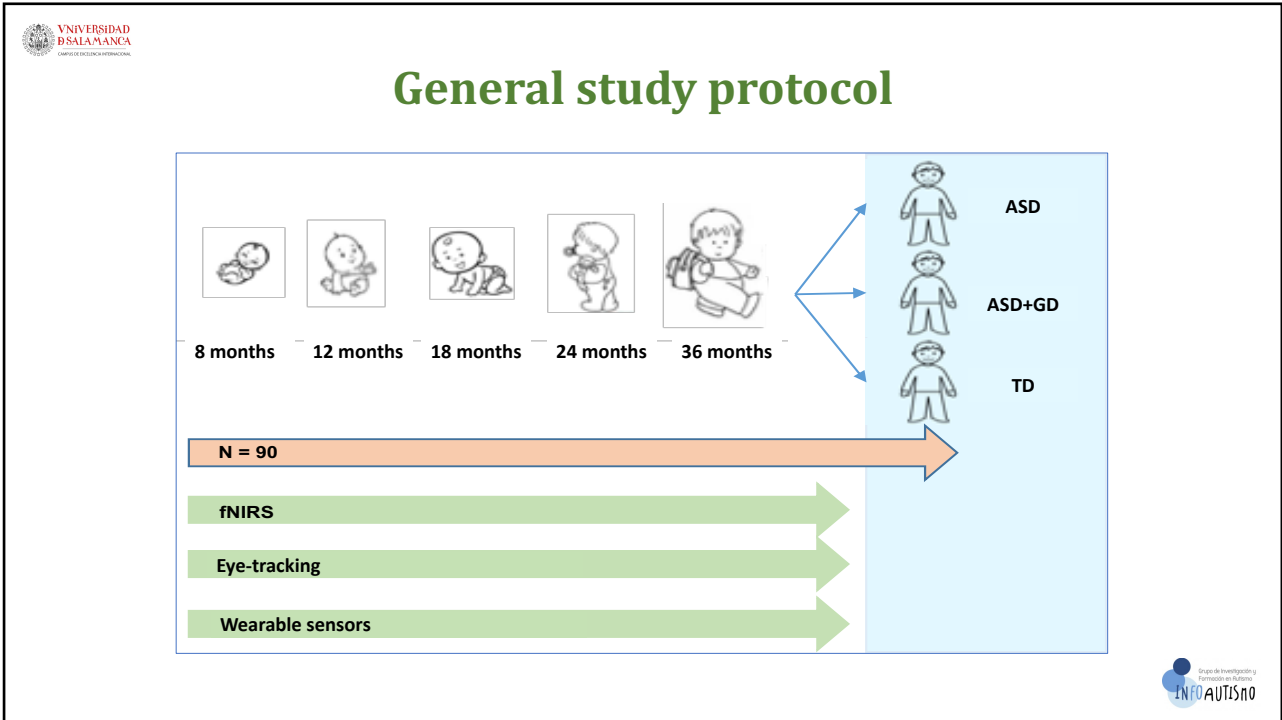 VNiVERSiDAD
Đ SALAMANCA
CAMPUS DE EXCELENCIA INTERNACIONAL
General study protocol
ASD
ASD+GD
TD
8 months
12 months
18 months
24 months
36 months
N = 90
fNIRS
Eye-tracking
Wearable sensors
Grupo de Investigación y
Formación en Autismo
INFOAUTISMO